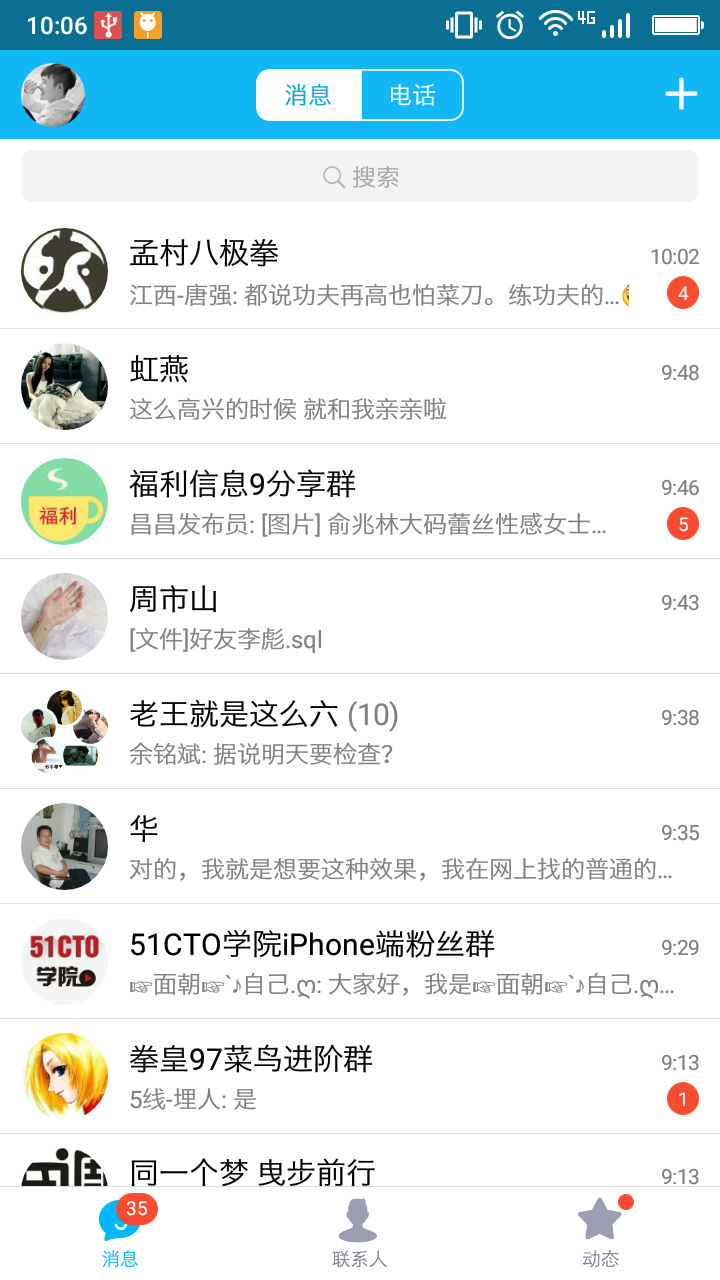 10:06
4G
消息 电话
搜索
孟村八极拳 10:02
江西-唐强: 都说功夫再高也怕菜刀。练功夫的... 4
虹燕 9:48
这么高兴的时候 就和我亲亲啦
福利
福利信息9分享群 9:46
昌昌发布员: [图片] 俞兆林大码蕾丝性感女士... 5
周市山 9:43
[文件]好友李彪.sql
老王就是这么六 (10) 9:38
余铭斌: 据说明天要检查?
华 9:35
对的，我就是想要这种效果，我在网上找的普通的...
51CTO
学院
51CTO学院iPhone端粉丝群 9:29
☞面朝☞`♪自己.ღ: 大家好，我是☞面朝☞`♪自己.ღ...
拳皇97菜鸟进阶群 9:13
5线-埋人: 是 1
同一个梦 曳步前行 9:13
35
消息 联系人 动态